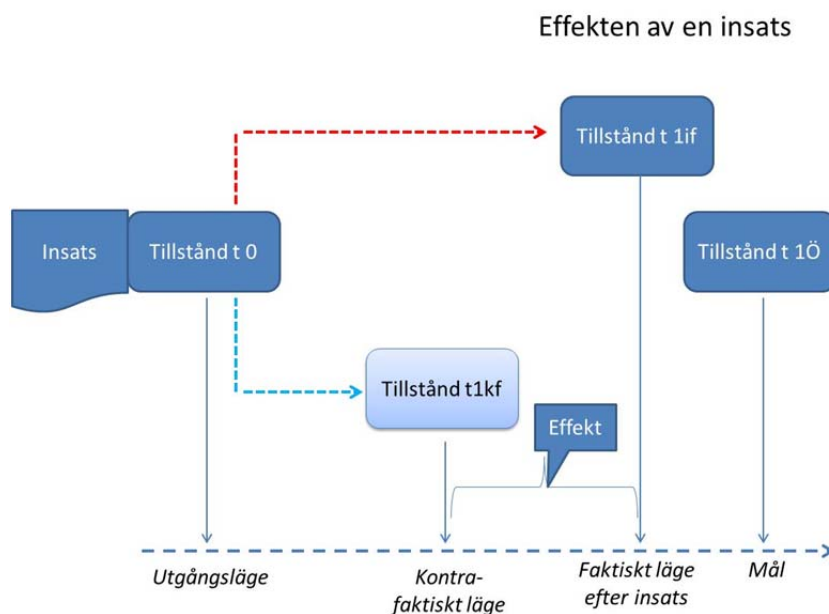 Effekten av en insats
Tillstånd t 1if
Insats
Tillstånd t 0
Tillstånd t 1Ö
Tillstånd t1kf
Effekt
Utgångsläge
Kontra-
faktiskt läge
Faktiskt läge
efter insats
Mål